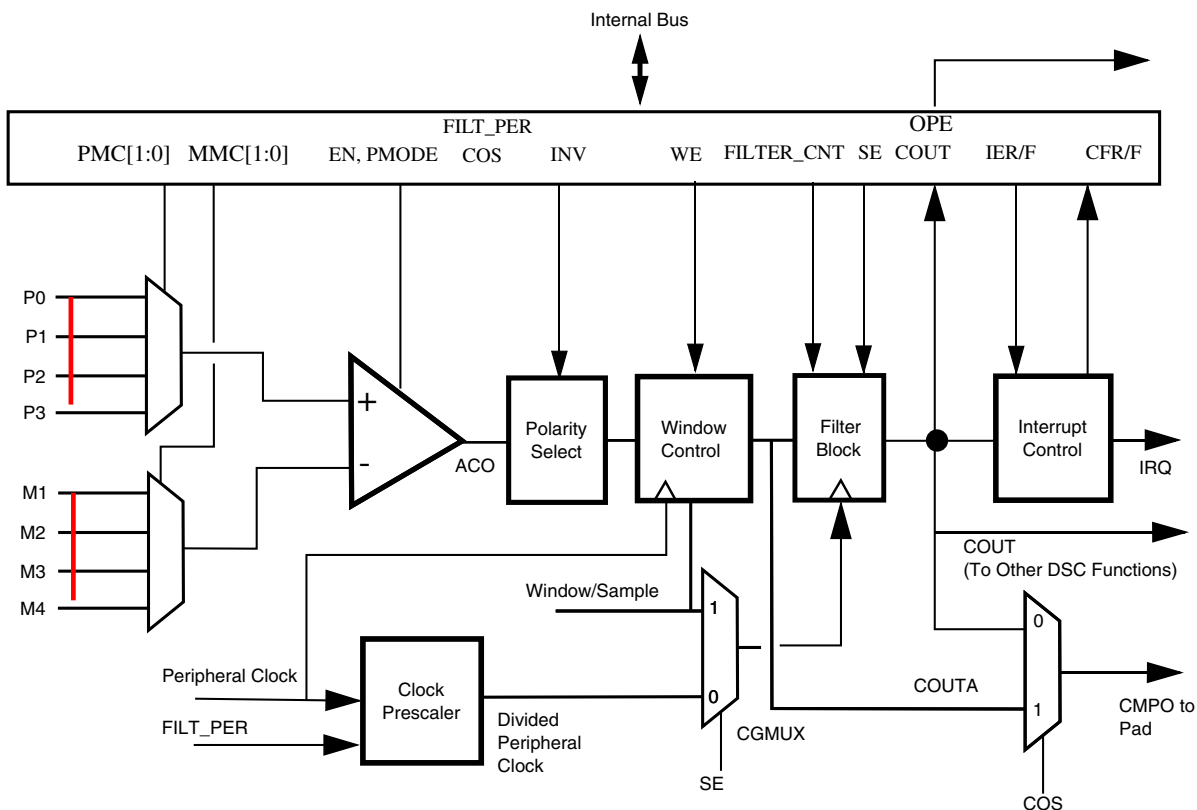 Internal Bus
FILT_PER
OPE
PMC[1:0] MMC[1:0] EN, PMODE COS INV WE FILTER_CNT SE COUT IER/F CFR/F
P0
P1
P2
P3
+
-
ACO
Polarity
Select
Window
Control
Filter
Block
Interrupt
Control
IRQ
M1
M2
M3
M4
COUT
(To Other DSC Functions)
Window/Sample
1
0
0
1
Peripheral Clock
FILT_PER
Clock
Prescaler
Divided
Peripheral
Clock
CGMUX
SE
COUTA
CMPO to
Pad
COS